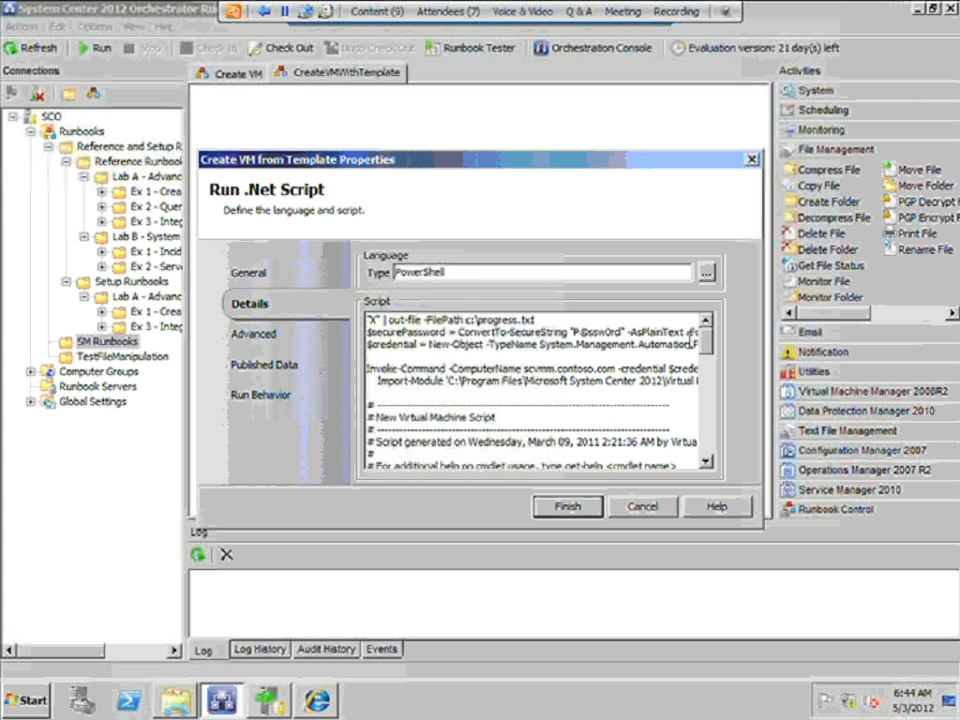 System Center 2012 Orchestrator Ru
Content (9) Attendees (7) Voice & Video Q & A Meeting Recording
Actions Edit Options View Help
Refresh Run Stop Check In Check Out Undo Check Out Runbook Tester Orchestration Console Evaluation version: 21 day(s) left
Connections
Create VM CreateVMWithTemplate
Activities
SCO
Runbooks
Reference and Setup R
Reference Runbool
Lab A - Advanc
Ex 1 - Crea
Ex 2 - Quer
Ex 3 - Integ
Lab B - System
Ex 1 - Incid
Ex 2 - Serv
Setup Runbooks
Lab A - Advanc
Ex 1 - Crea
Ex 3 - Integ
SM Runbooks
TestFileManipulation
Computer Groups
Runbook Servers
Global Settings
Create VM from Template Properties
Run .Net Script
Define the language and script.
General
Details
Advanced
Published Data
Run Behavior
Language
Type PowerShell ...
Script
"X" | out-file -FilePath c:\progress.txt
$securePassword = ConvertTo-SecureString "P@ssw0rd" -AsPlainText -Fo
$credential = New-Object -TypeName System.Management.Automation.P
Invoke-Command -ComputerName scvmm.contoso.com -credential $crede
Import-Module 'C:\Program Files\Microsoft System Center 2012\Virtual
# ------------------------------------------------------------------------------
# New Virtual Machine Script
# ------------------------------------------------------------------------------
# Script generated on Wednesday, March 09, 2011 2:21:36 AM by Virtua
#
# For additional help on cmdlet usage, type get-help <cmdlet name>
Finish Cancel Help
System
Scheduling
Monitoring
File Management
Compress File Move File
Copy File Move Folder
Create Folder PGP Decrypt F
Decompress File PGP Encrypt F
Delete File Print File
Delete Folder Rename File
Get File Status
Monitor File
Monitor Folder
Email
Notification
Utilities
Virtual Machine Manager 2008R2
Data Protection Manager 2010
Text File Management
Configuration Manager 2007
Operations Manager 2007 R2
Service Manager 2010
Runbook Control
Log
Log Log History Audit History Events
Start
6:44 AM
5/3/2012